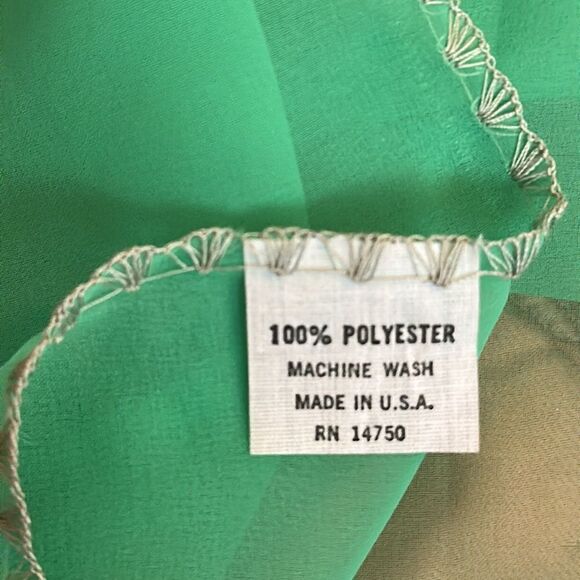 100% POLYESTER
MACHINE WASH
MADE IN U.S.A.
RN 14750